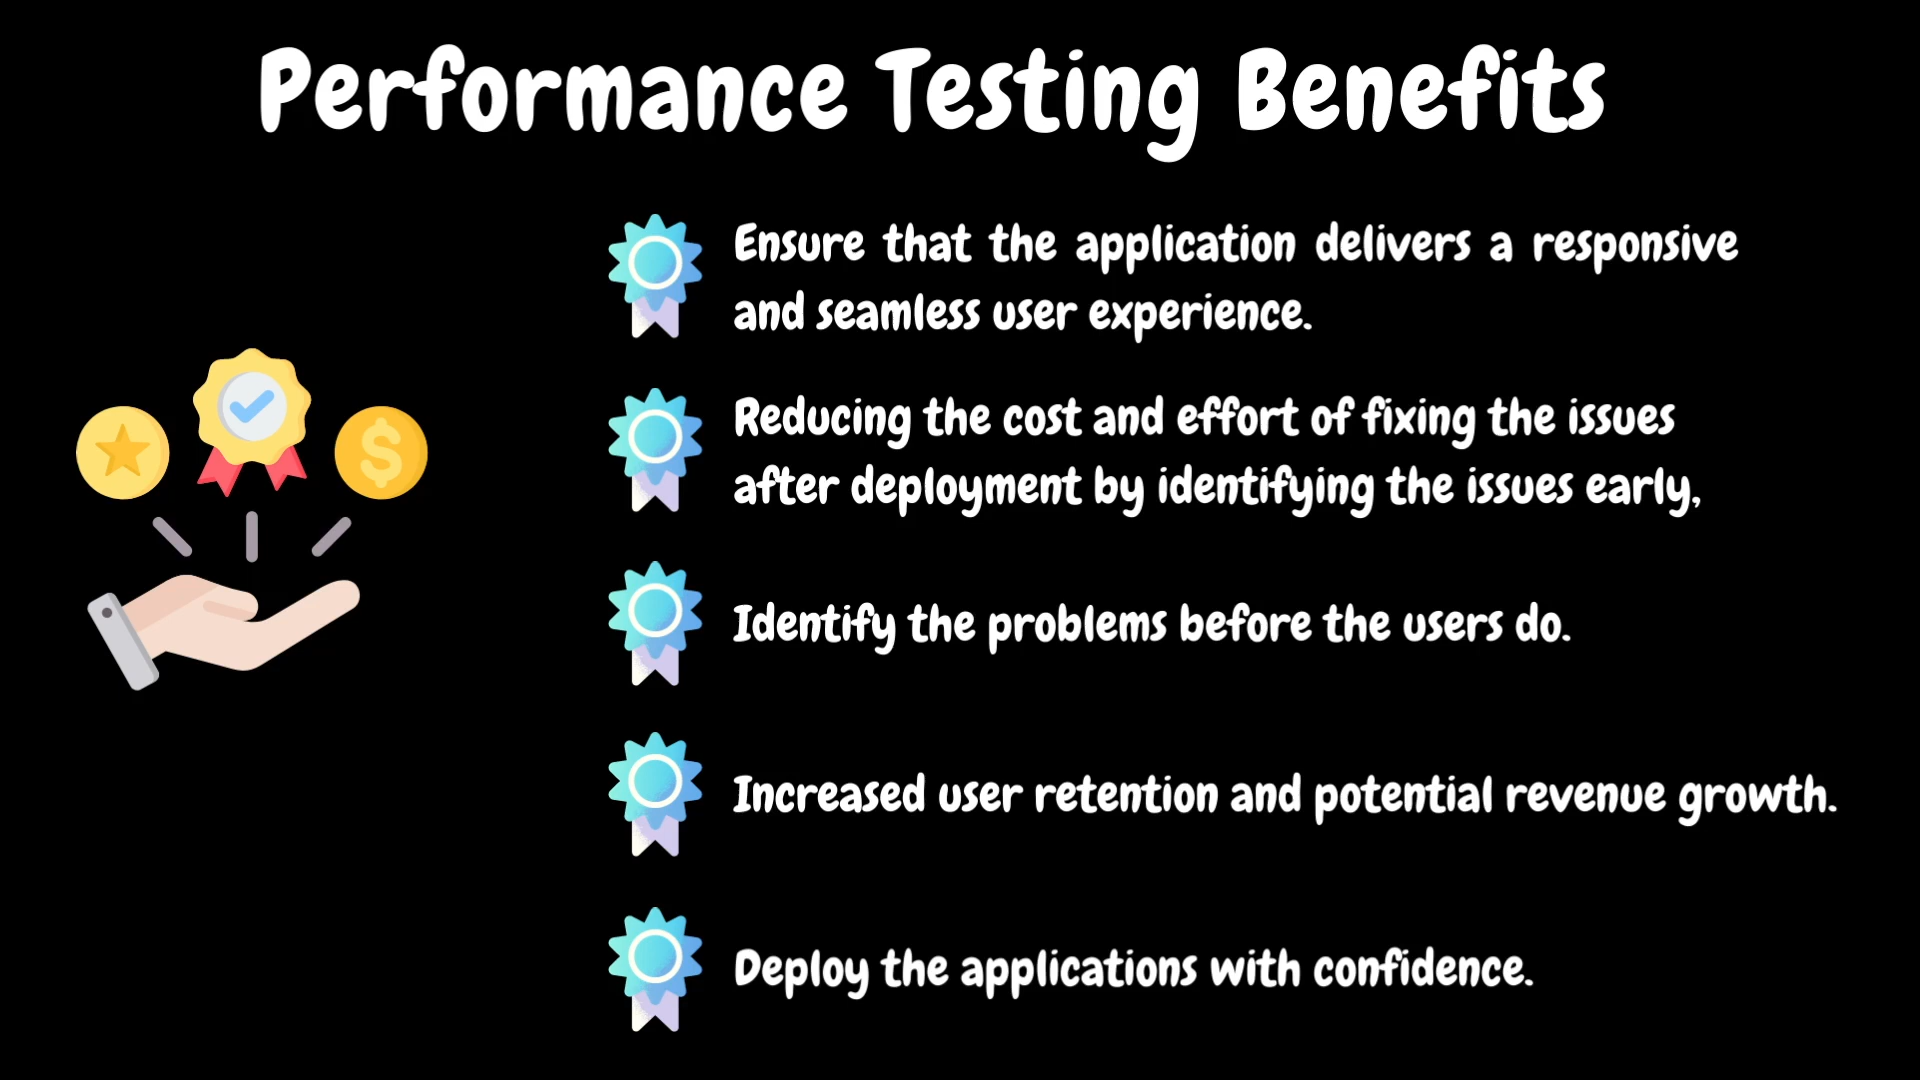 Performance Testing Benefits
Ensure that the application delivers a responsive
and seamless user experience.
Reducing the cost and effort of fixing the issues
after deployment by identifying the issues early,
Identify the problems before the users do.
Increased user retention and potential revenue growth.
Deploy the applications with confidence.
$